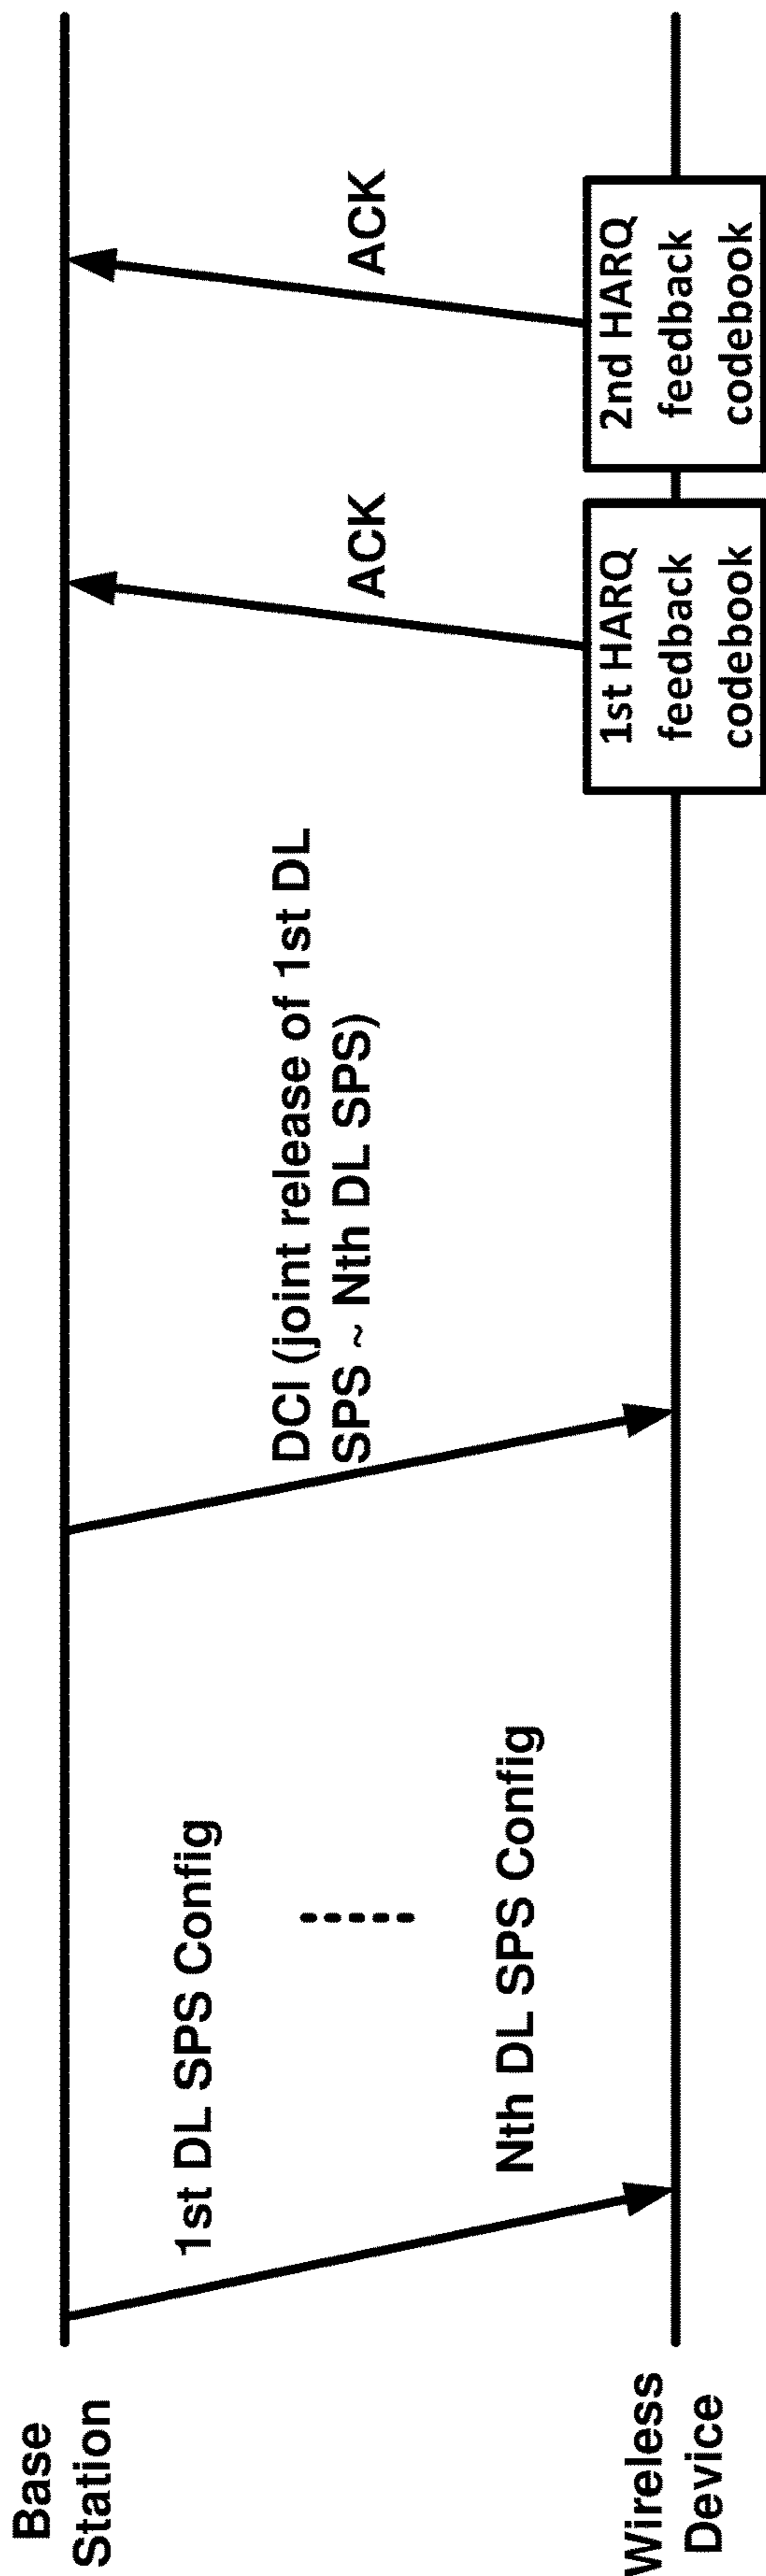 Base
Station
Wireless
Device
1st DL SPS Config
Nth DL SPS Config
DCI (joint release of 1st DL
SPS ~ Nth DL SPS)
ACK
1st HARQ
feedback
codebook
ACK
2nd HARQ
feedback
codebook